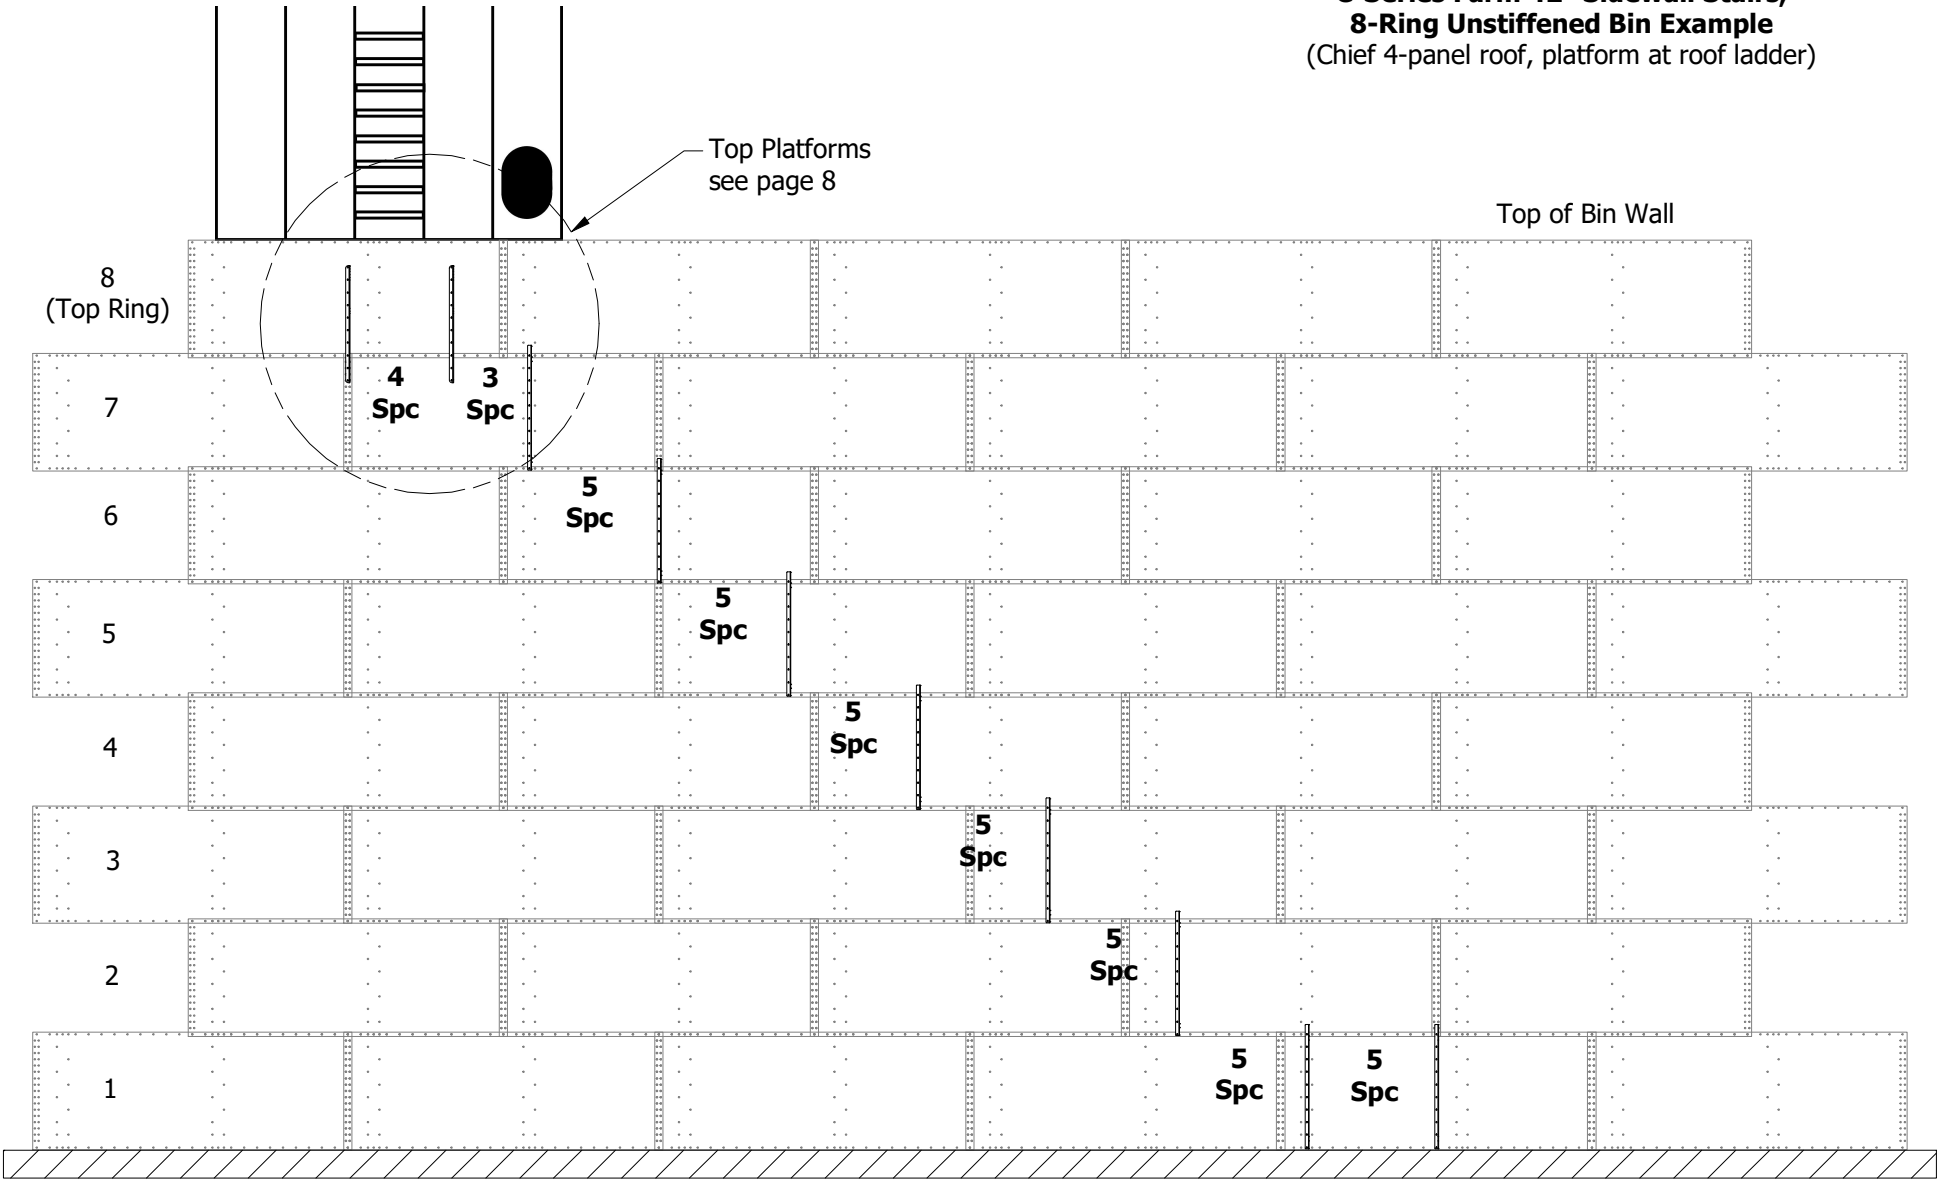 8-Ring Unstiffened Bin Example
(Chief 4-panel roof, platform at roof ladder)
Top Platforms
see page 8
Top of Bin Wall
8
(Top Ring)
7
4
Spc
3
Spc
6
5
Spc
5
5
Spc
4
5
Spc
3
5
Spc
2
5
Spc
1
5
Spc
5
Spc